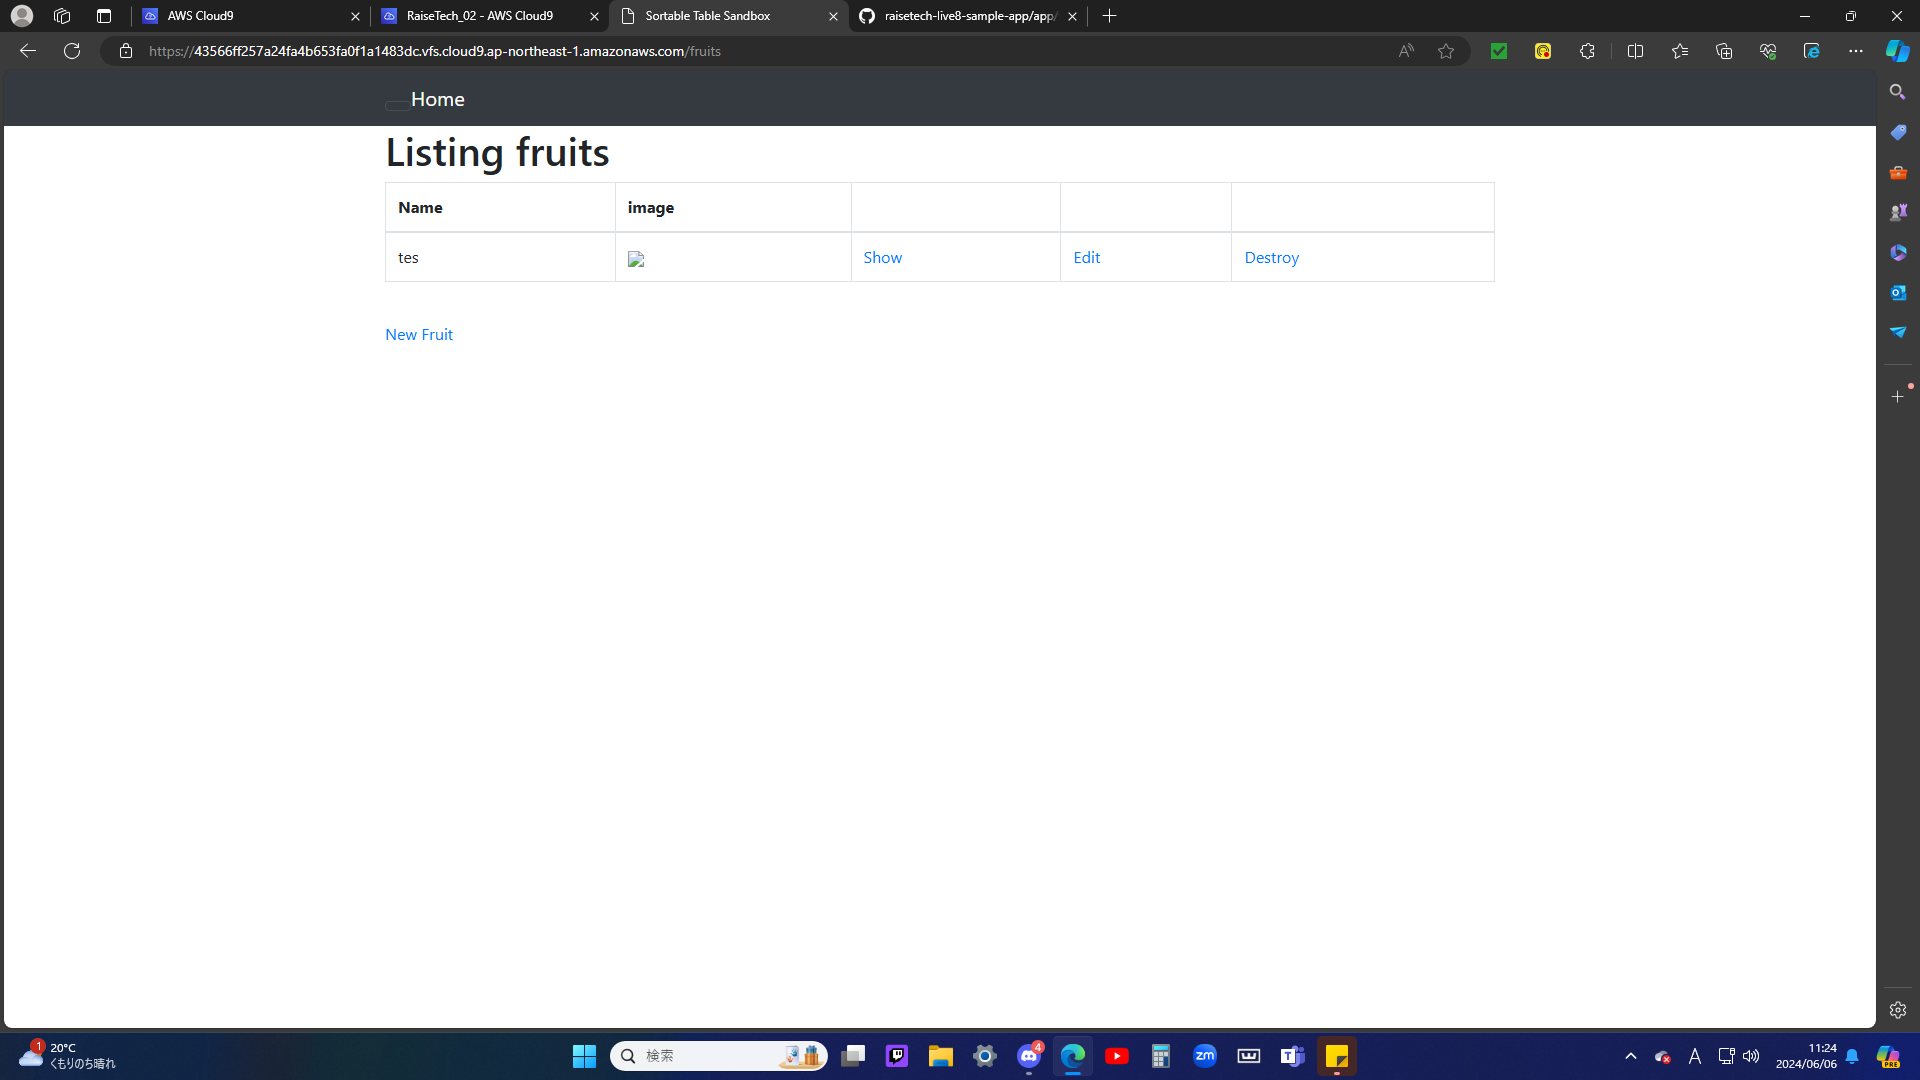 AWS Cloud9
RaiseTech_02 - AWS Cloud9
Sortable Table Sandbox
raisetech-live8-sample-app/app/
https://43566ff257a24fa4b653fa0f1a1483dc.vfs.cloud9.ap-northeast-1.amazonaws.com/fruits
Home
Listing fruits
Name image
tes Show Edit Destroy
New Fruit
1
20°C
くもりのち晴れ
検索
4
zm
A
11:24
2024/06/06
PRE